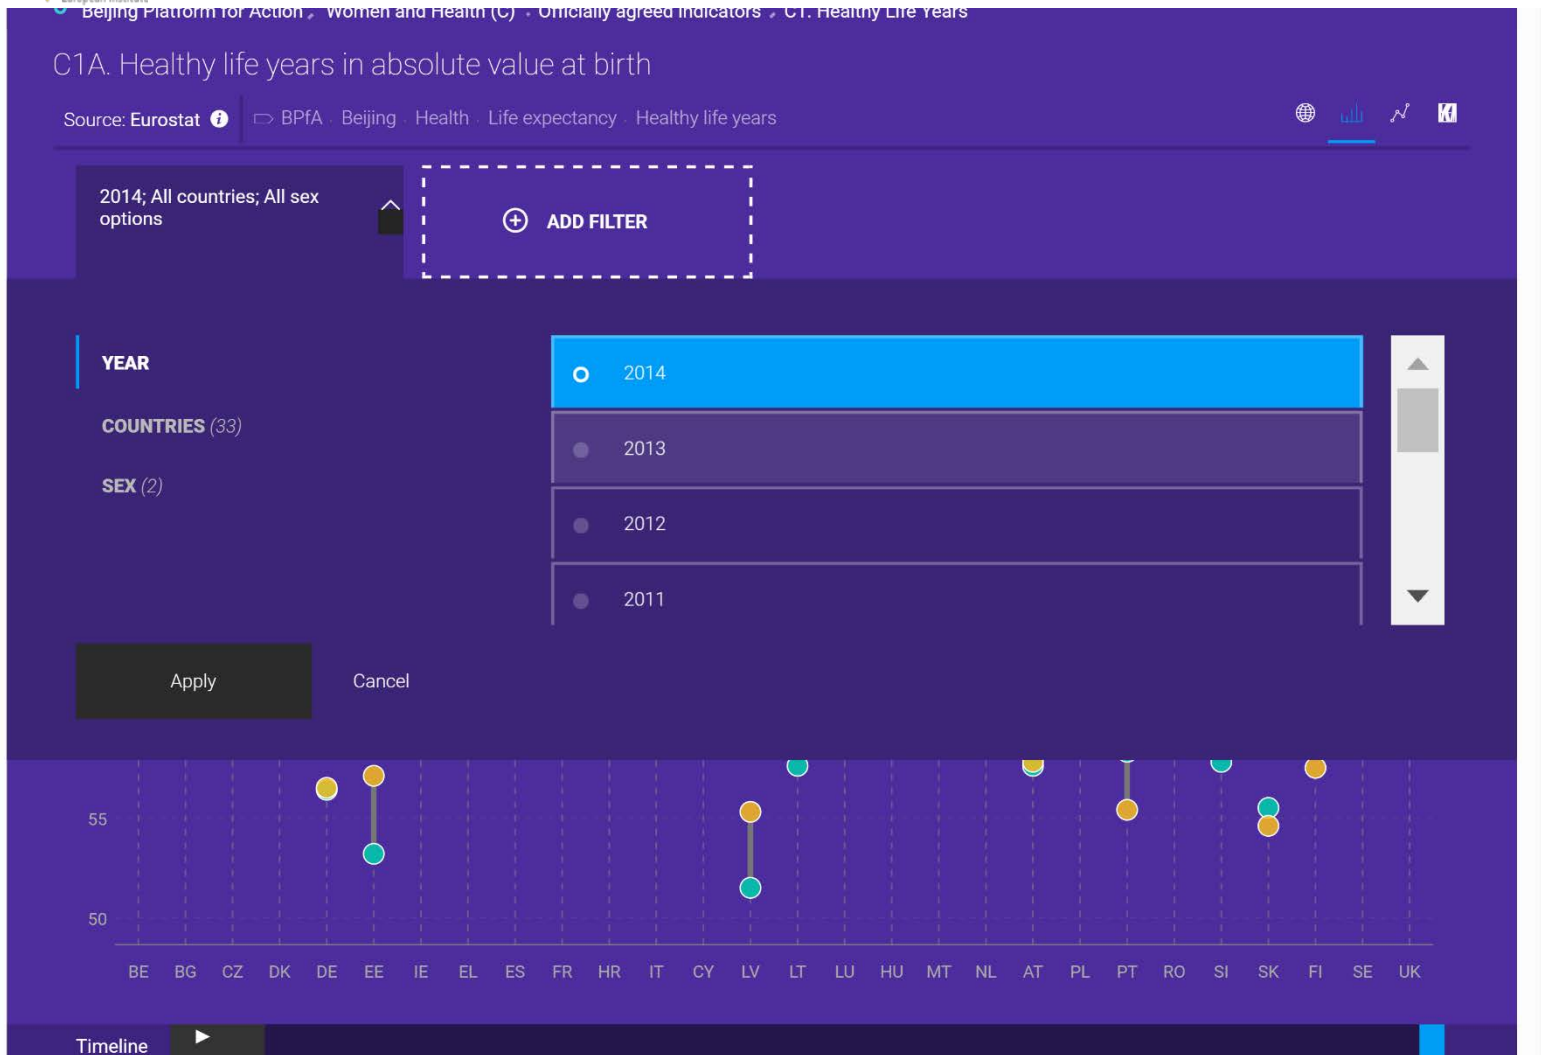 Beijing Platform for Action Women and Health (C) Officially agreed indicators C1. Healthy Life Years
C1A. Healthy life years in absolute value at birth
Source: Eurostat BPfA Beijing Health Life expectancy Healthy life years
2014; All countries; All sex
options
ADD FILTER
YEAR
2014
COUNTRIES (33)
2013
SEX (2)
2012
2011
Apply Cancel
55
50
BE BG CZ DK DE EE IE EL ES FR HR IT CY LV LT LU HU MT NL AT PL PT RO SI SK FI SE UK
Timeline